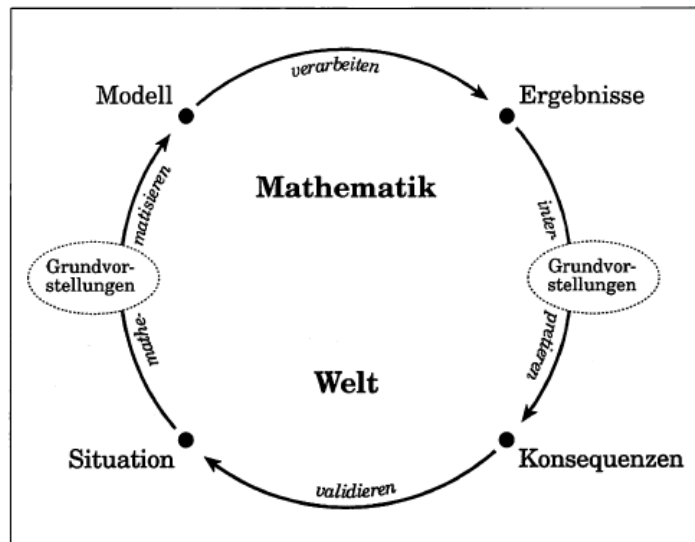 verarbeiten
Modell
Ergebnisse
Mathematik
matisieren
inter-
Grundvor-
stellungen
Grundvor-
stellungen
mathe-
pretieren
Welt
Situation
Konsequenzen
validieren